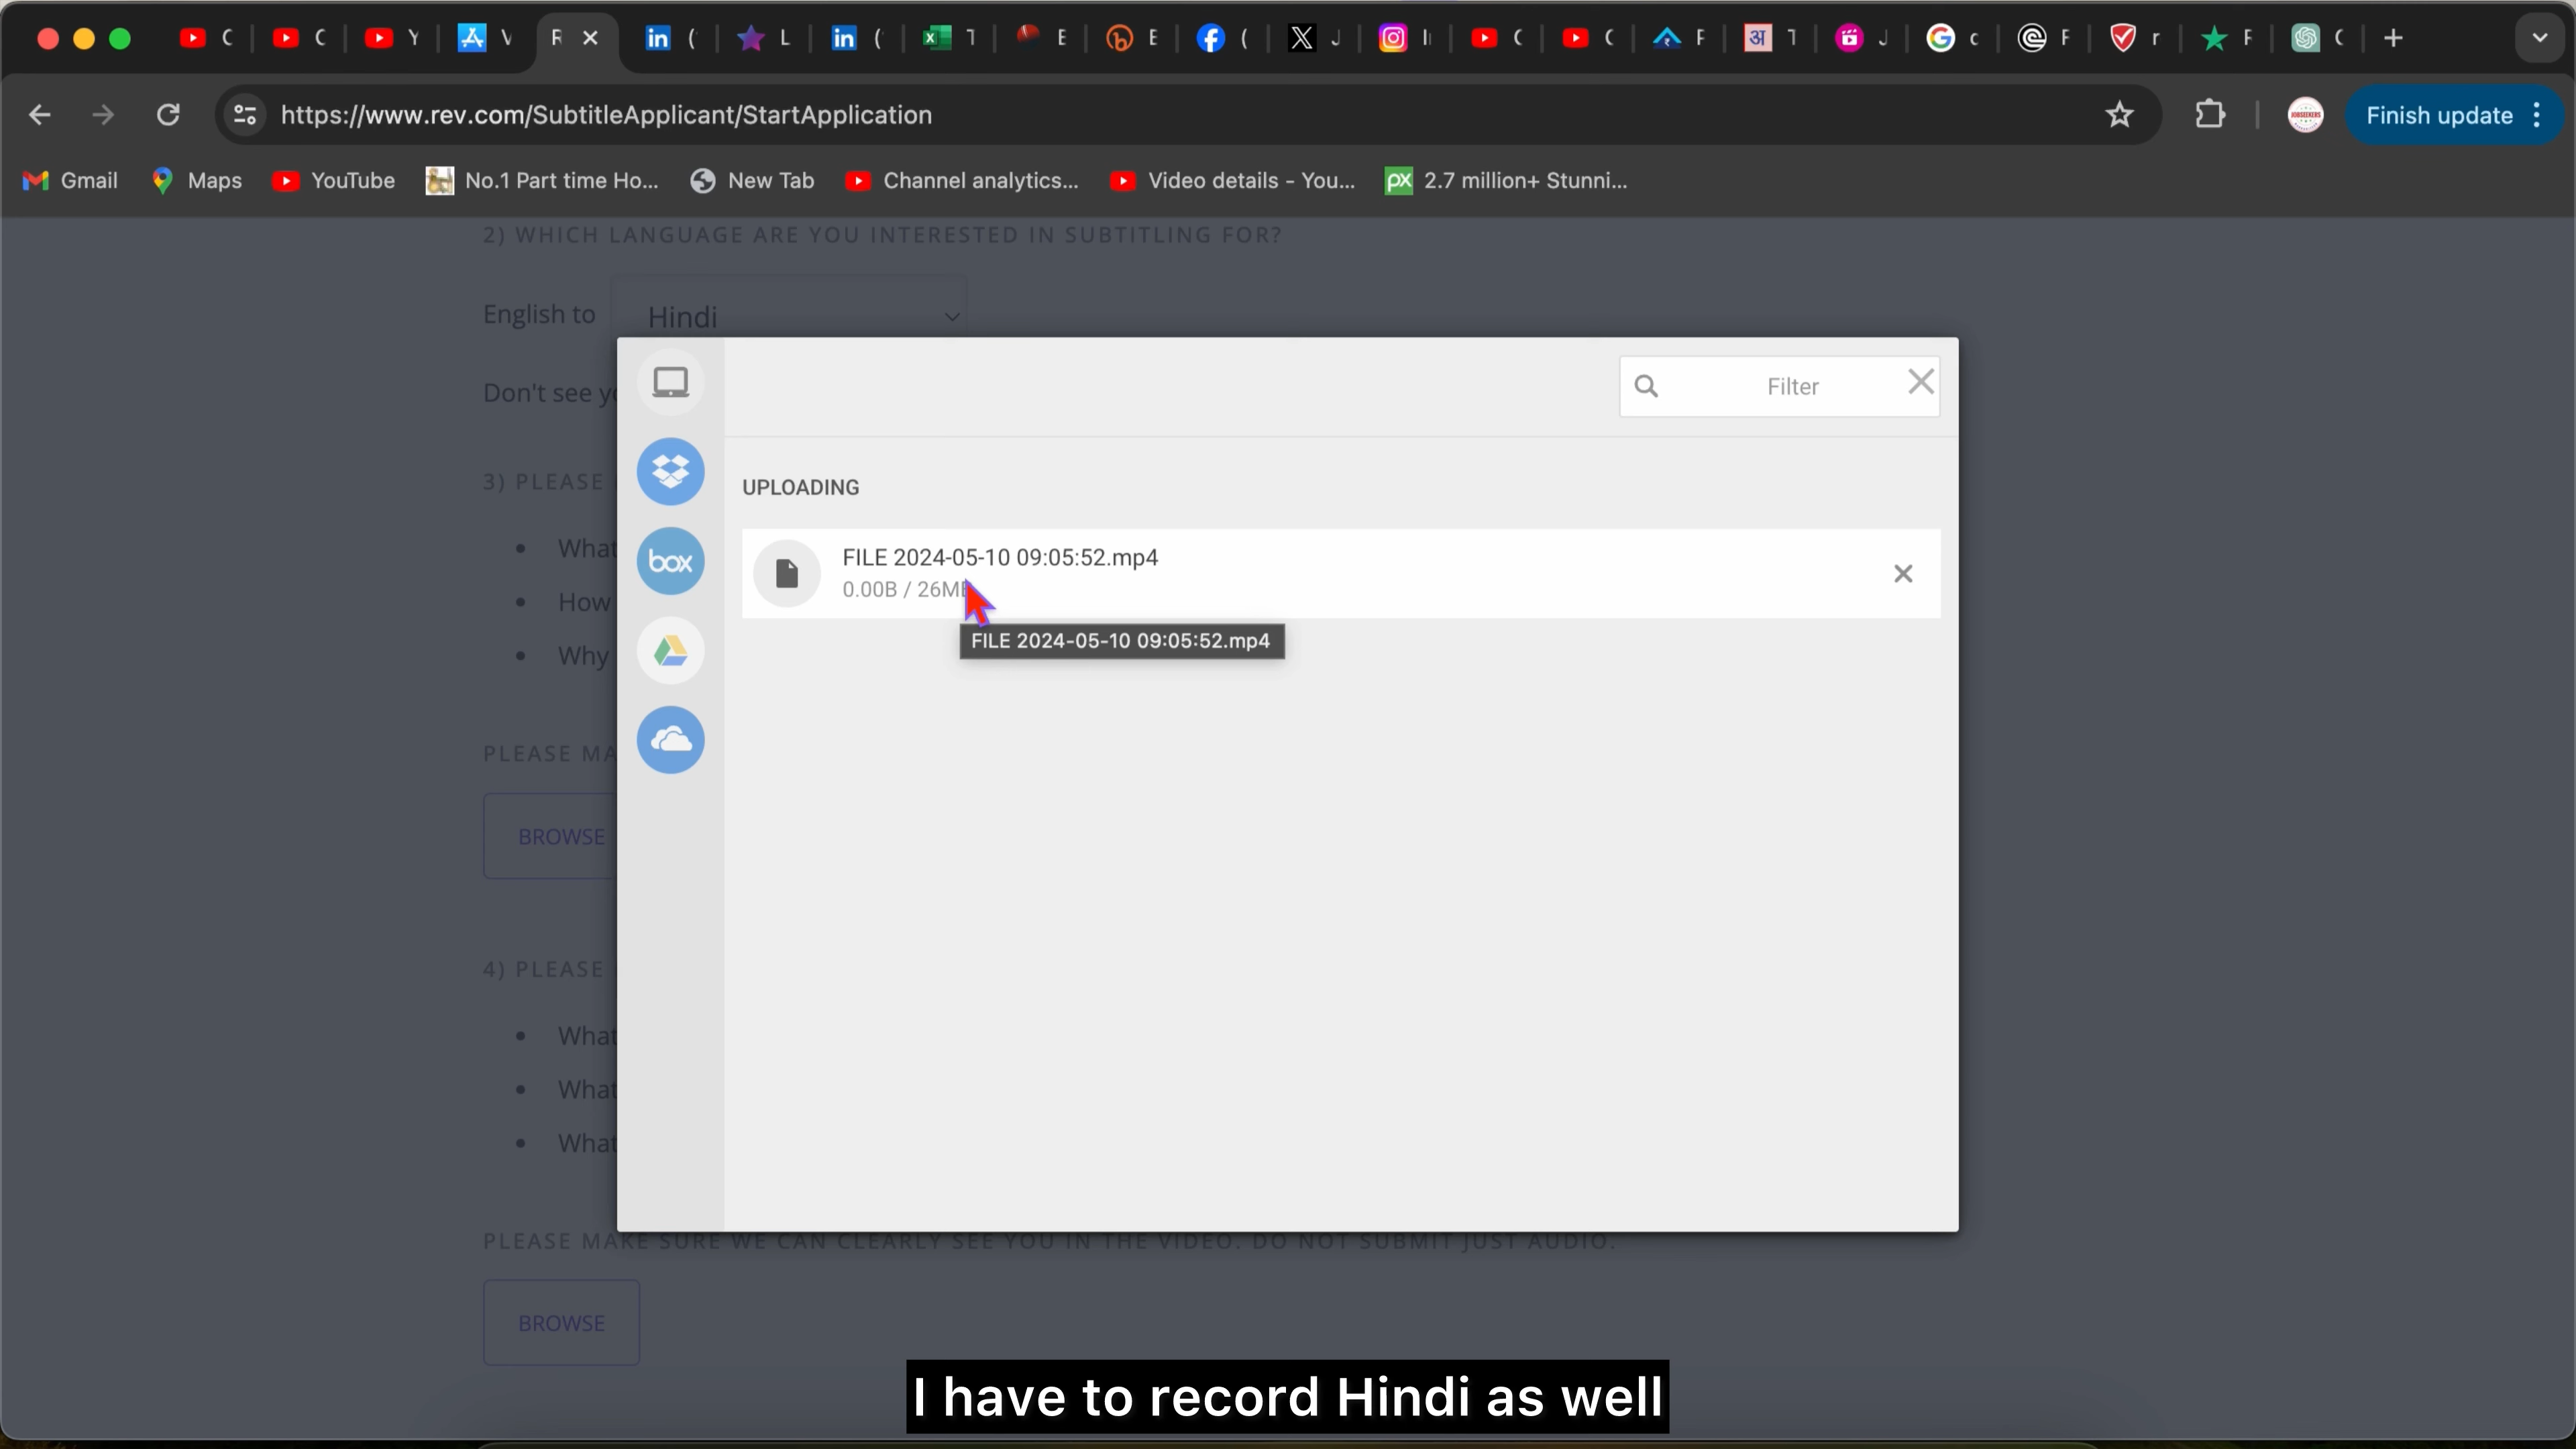 C
C
Y
V
R
(
L
(
T
E
E
(
J
C
C
F
T
J
c
F
r
F
C
https://www.rev.com/SubtitleApplicant/StartApplication
Finish update
Gmail
Maps
YouTube
No.1 Part time Ho...
New Tab
Channel analytics...
Video details - You...
px
2.7 million+ Stunni...
2) WHICH LANGUAGE ARE YOU INTERESTED IN SUBTITLING FOR?
English to
Hindi
Filter
Don't see
UPLOADING
3) PLEASE
box
What
FILE 2024-05-10 09:05:52.mp4
0.00B / 26M
How
FILE 2024-05-10 09:05:52.mp4
Why
PLEASE MA
BROWSE
4) PLEASE
What
What
What
PLEASE MAKE SURE WE CAN CLEARLY SEE YOU IN THE VIDEO. DO NOT SUBMIT JUST AUDIO.
BROWSE
I have to record Hindi as well